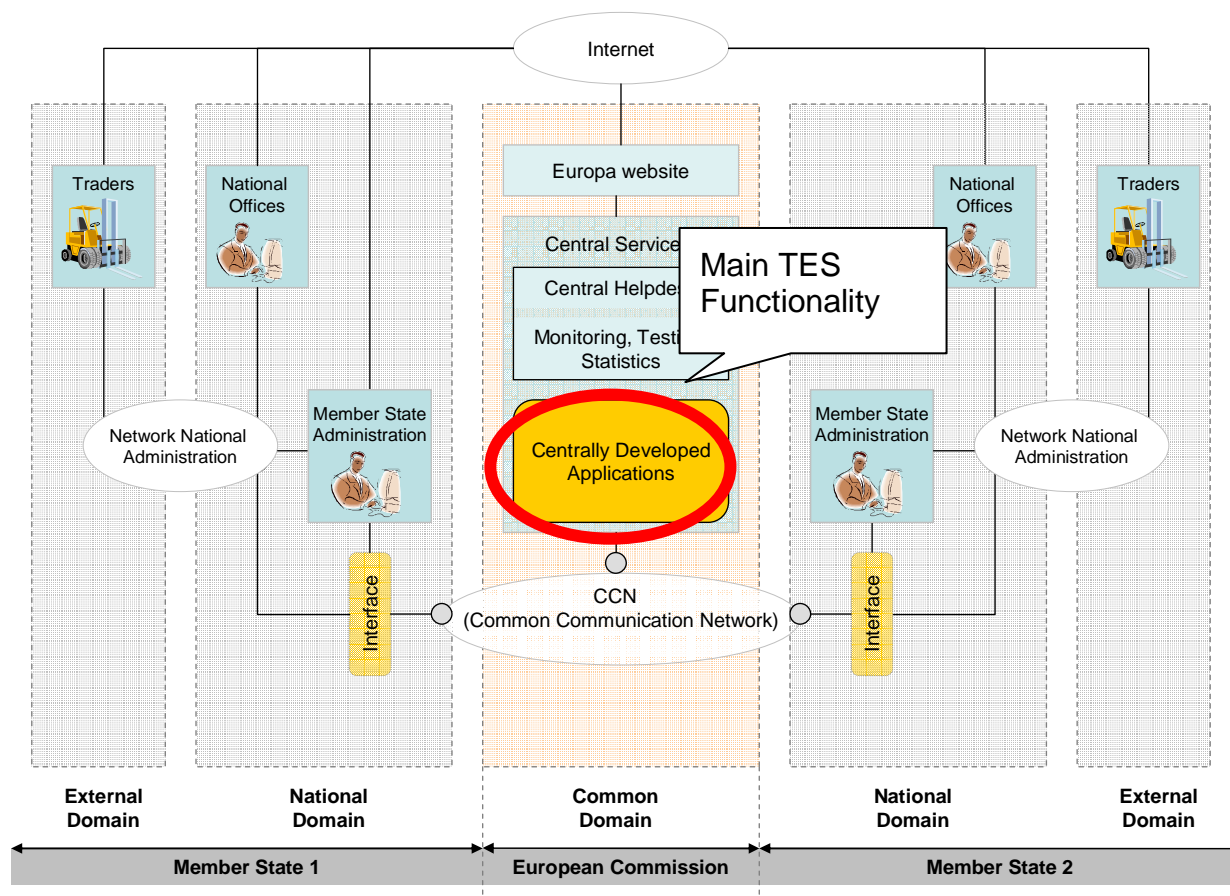 Internet
Traders
National
Offices
Europa website
National
Offices
Traders
Central Service
Central Helpdes
Monitoring, Testi
Statistics
Main TES
Functionality
Network National
Administration
Member State
Administration
Centrally Developed
Applications
Member State
Administration
Network National
Administration
Interface
CCN
(Common Communication Network)
Interface
External
Domain
National
Domain
Common
Domain
National
Domain
External
Domain
Member State 1
European Commission
Member State 2